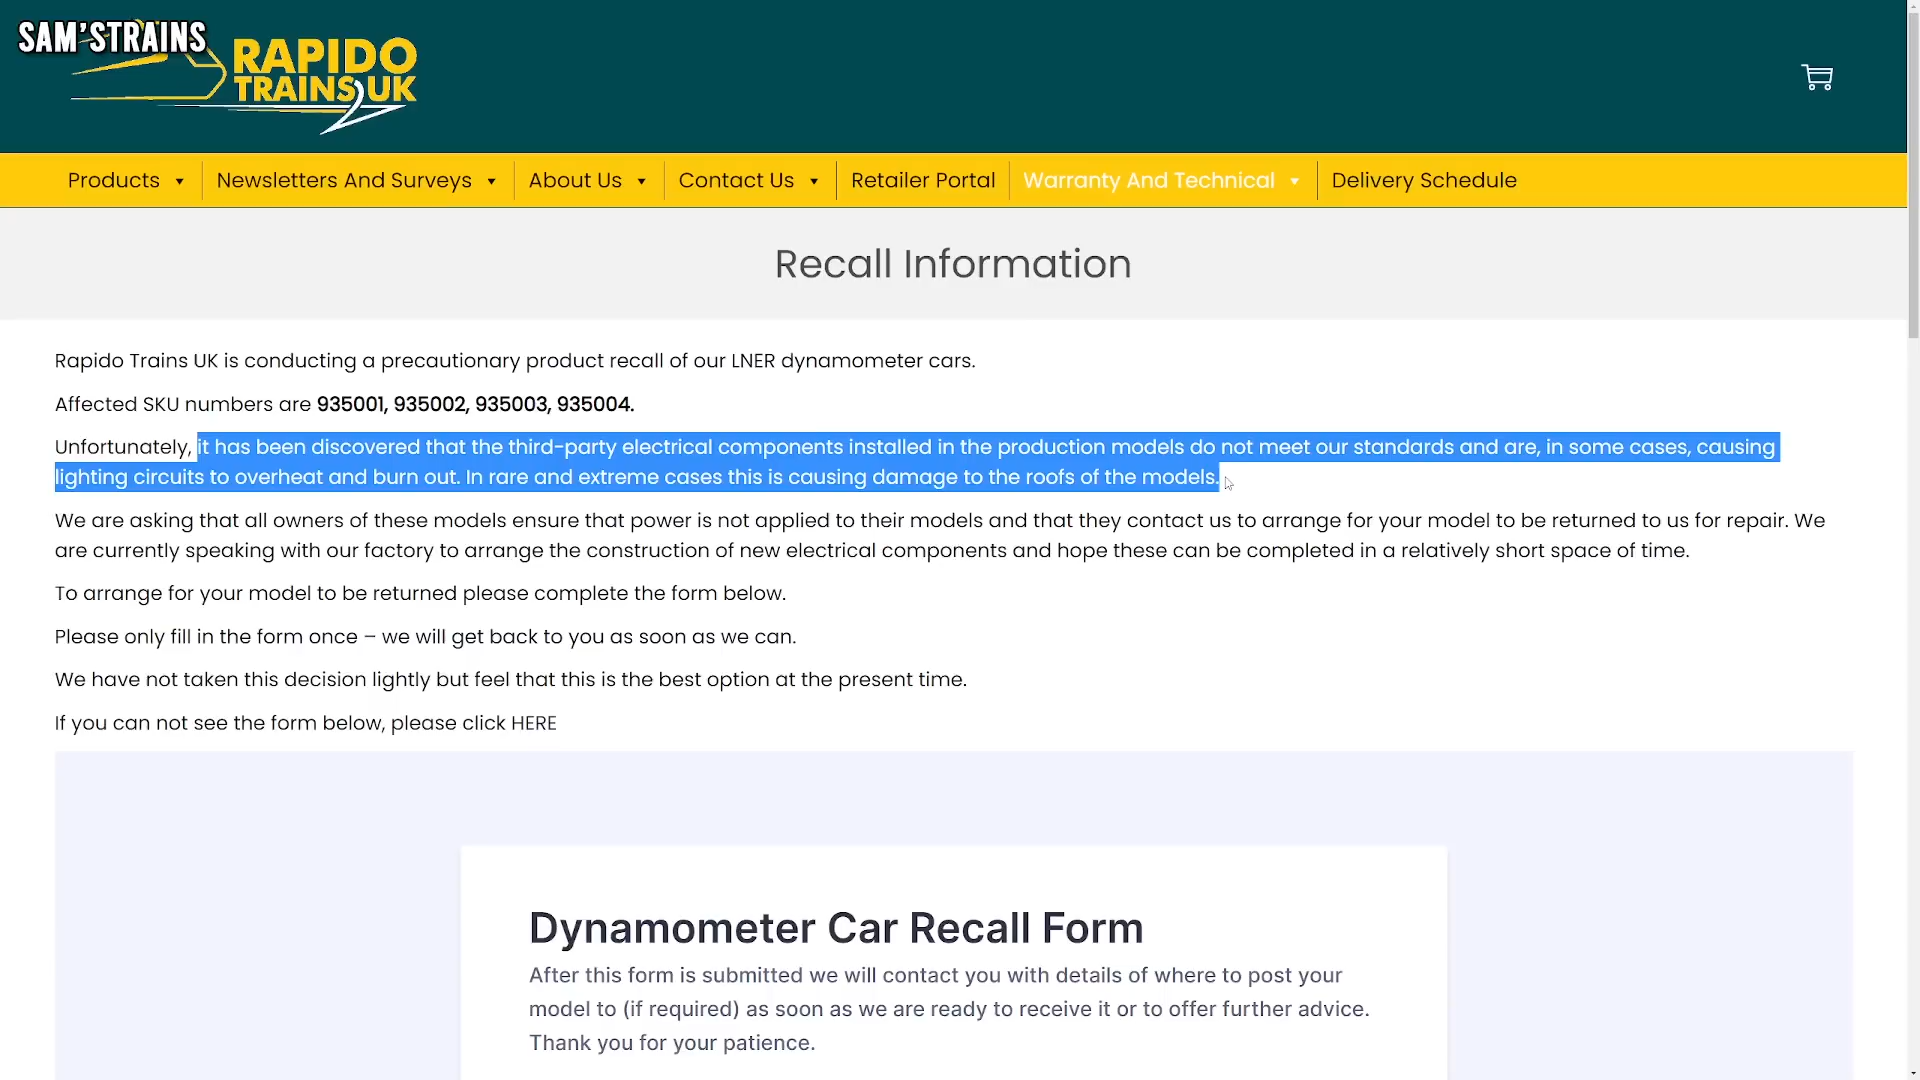 SAM'STRAINS
RAPIDO
TRAINS UK
Products
Newsletters And Surveys
About Us
Contact Us
Retailer Portal
Warranty And Technical
Delivery Schedule
Recall Information
Rapido Trains UK is conducting a precautionary product recall of our LNER dynamometer cars.
Affected SKU numbers are 935001, 935002, 935003, 935004.
Unfortunately, it has been discovered that the third-party electrical components installed in the production models do not meet our standards and are, in some cases, causing
lighting circuits to overheat and burn out. In rare and extreme cases this is causing damage to the roofs of the models.
We are asking that all owners of these models ensure that power is not applied to their models and that they contact us to arrange for your model to be returned to us for repair. We
are currently speaking with our factory to arrange the construction of new electrical components and hope these can be completed in a relatively short space of time.
To arrange for your model to be returned please complete the form below.
Please only fill in the form once – we will get back to you as soon as we can.
We have not taken this decision lightly but feel that this is the best option at the present time.
If you can not see the form below, please click HERE
Dynamometer Car Recall Form
After this form is submitted we will contact you with details of where to post your
model to (if required) as soon as we are ready to receive it or to offer further advice.
Thank you for your patience.